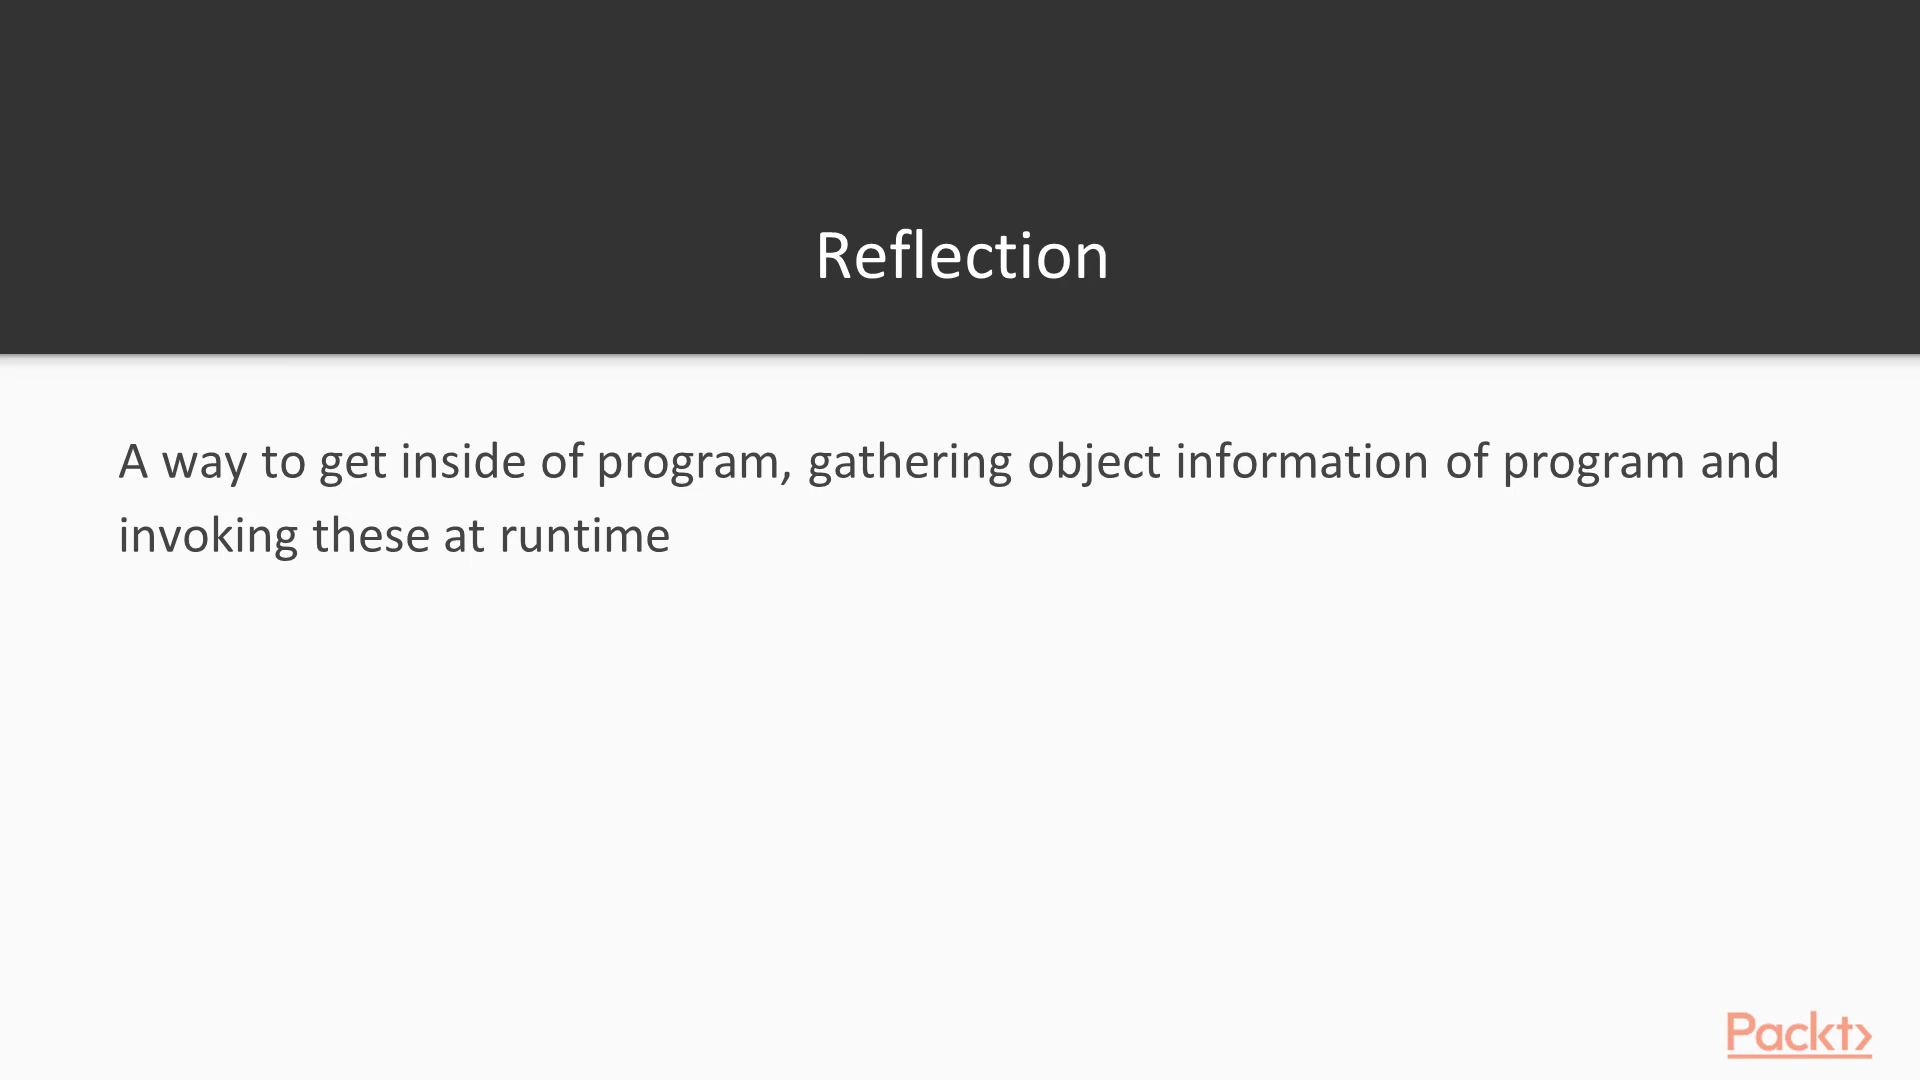 Reflection
A way to get inside of program, gathering object information of program and
invoking these at runtime
Packt>